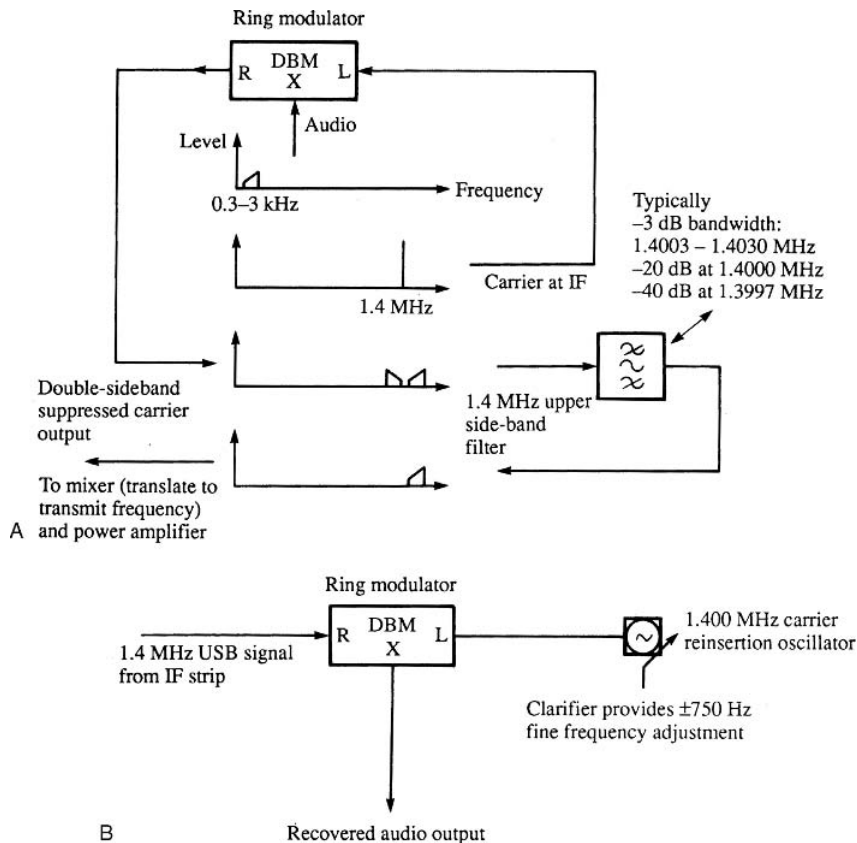 Ring modulator
DBM
R
X
L
Audio
Level
Frequency
0.3–3 kHz
Typically
–3 dB bandwidth:
1.4003 – 1.4030 MHz
–20 dB at 1.4000 MHz
–40 dB at 1.3997 MHz
Carrier at IF
1.4 MHz
Double-sideband
suppressed carrier
output
1.4 MHz upper
side-band
filter
To mixer (translate to
transmit frequency)
A and power amplifier
Ring modulator
DBM
R
X
L
1.4 MHz USB signal
from IF strip
1.400 MHz carrier
reinsertion oscillator
Clarifier provides ±750 Hz
fine frequency adjustment
B
Recovered audio output